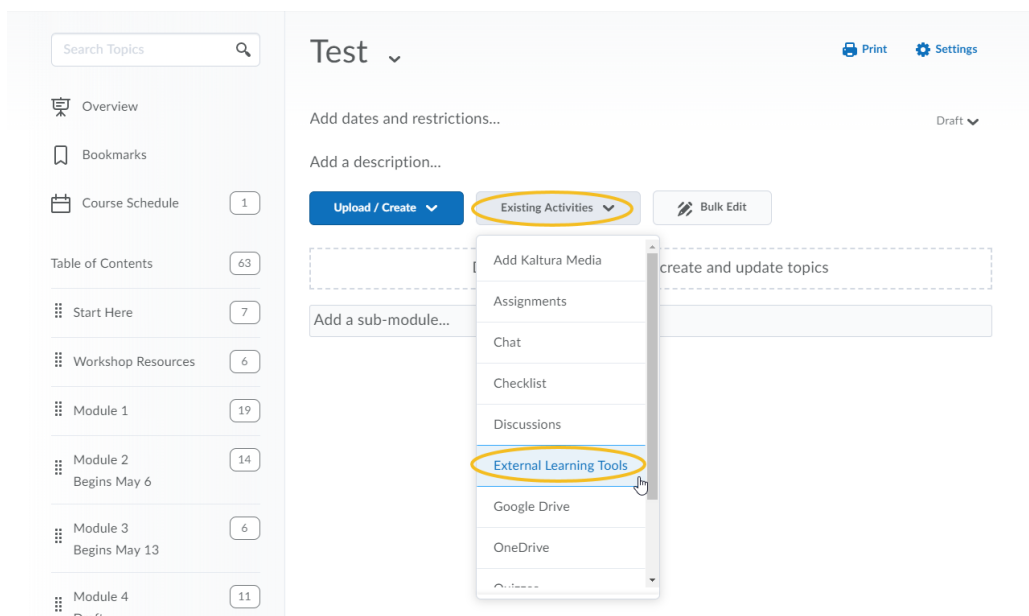 Search Topics
Overview
Bookmarks
Course Schedule 1
Table of Contents 63
Start Here 7
Workshop Resources 6
Module 1 19
Module 2 14
Begins May 6
Module 3 6
Begins May 13
Module 4 11
Test
Print
Settings
Add dates and restrictions...
Draft
Add a description...
Upload / Create
Existing Activities
Bulk Edit
create and update topics
Add a sub-module...
Add Kaltura Media
Assignments
Chat
Checklist
Discussions
External Learning Tools
Google Drive
OneDrive